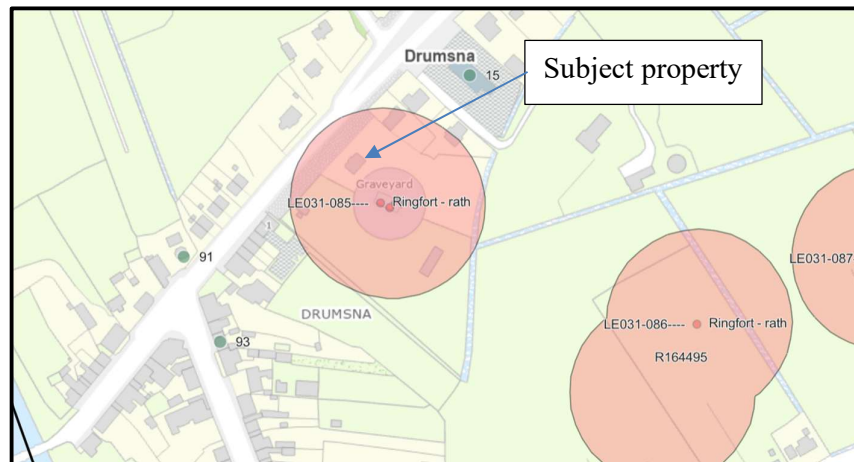 Drumsna
15
Subject property
Graveyard
LE031-085---- Ringfort - rath
1
91
LE031-087
DRUMSNA
LE031-086---- Ringfort - rath
93
R164495